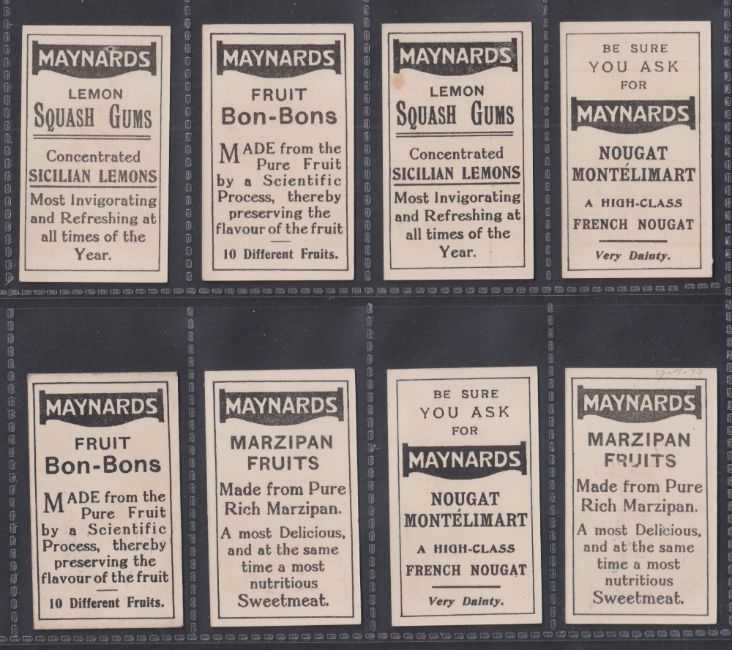 MAYNARDS
LEMON
SQUASH GUMS
Concentrated
SICILIAN LEMONS
Most Invigorating
and Refreshing at
all times of the
Year.
MAYNARDS
FRUIT
Bon-Bons
MADE from the
Pure Fruit
by a Scientific
Process, thereby
preserving the
flavour of the fruit
10 Different Fruits.
MAYNARDS
LEMON
SQUASH GUMS
Concentrated
SICILIAN LEMONS
Most Invigorating
and Refreshing at
all times of the
Year.
BE SURE
YOU ASK
FOR
MAYNARDS
NOUGAT
MONTÉLIMART
A HIGH-CLASS
FRENCH NOUGAT
Very Dainty.
MAYNARDS
FRUIT
Bon-Bons
MADE from the
Pure Fruit
by a Scientific
Process, thereby
preserving the
flavour of the fruit
10 Different Fruits.
MAYNARDS
MARZIPAN
FRUITS
Made from Pure
Rich Marzipan.
A most Delicious,
and at the same
time a most
nutritious
Sweetmeat.
BE SURE
YOU ASK
FOR
MAYNARDS
NOUGAT
MONTÉLIMART
A HIGH-CLASS
FRENCH NOUGAT
Very Dainty.
MAYNARDS
MARZIPAN
FRUITS
Made from Pure
Rich Marzipan.
A most Delicious,
and at the same
time a most
nutritious
Sweetmeat.